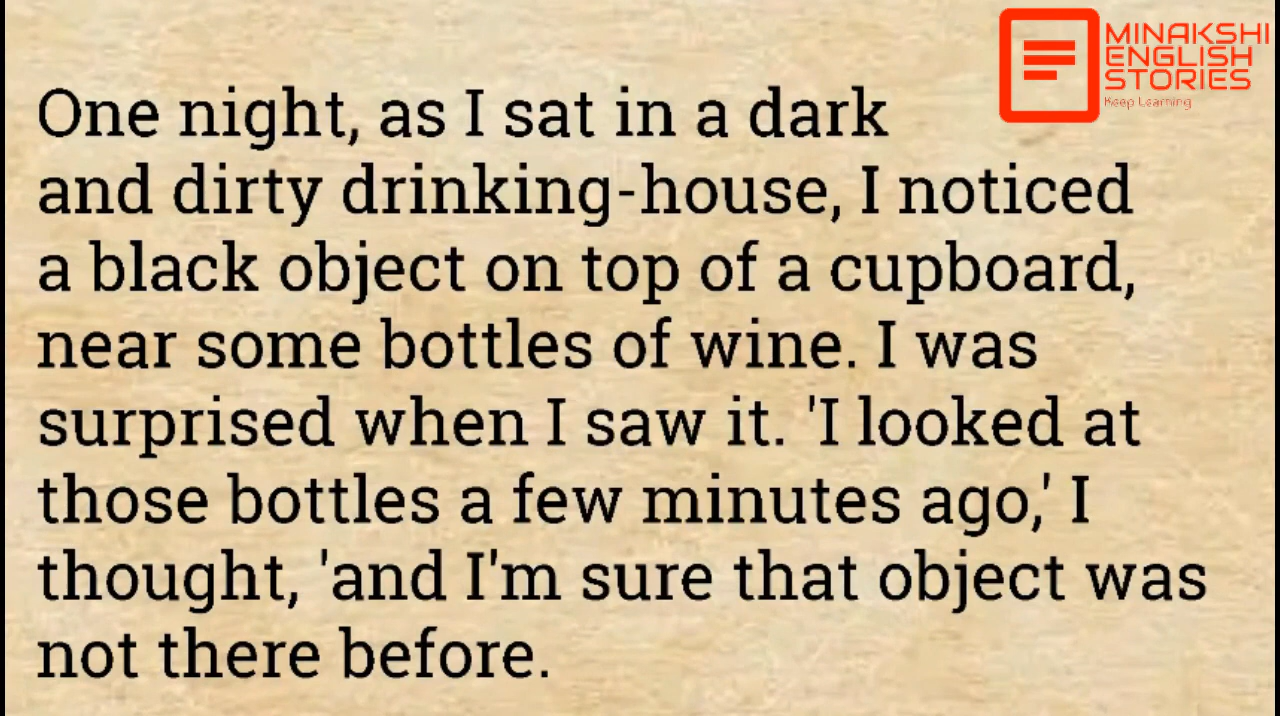 MINAKSHI
ENGLISH
STORIES
Keep Learning
One night, as I sat in a dark
and dirty drinking-house, I noticed
a black object on top of a cupboard,
near some bottles of wine. I was
surprised when I saw it. 'I looked at
those bottles a few minutes ago,' I
thought, 'and I'm sure that object was
not there before.